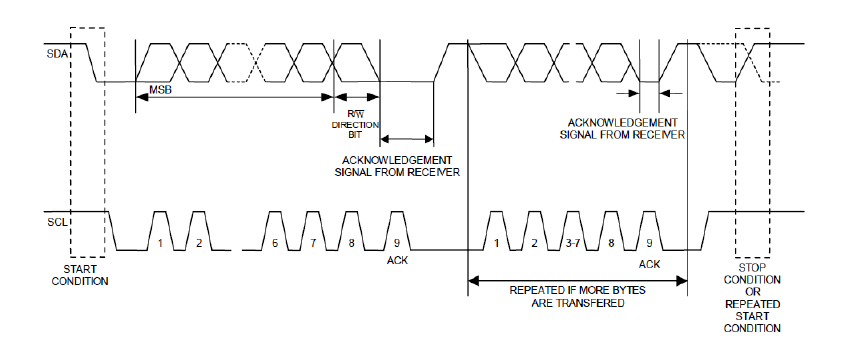 SDA
MSB
R/W
DIRECTION
BIT
ACKNOWLEDGEMENT
SIGNAL FROM RECEIVER
ACKNOWLEDGEMENT
SIGNAL FROM RECEIVER
SCL
1
2
6
7
8
9
ACK
1
2
3-7
8
9
ACK
START
CONDITION
REPEATED IF MORE BYTES
ARE TRANSFERED
STOP
CONDITION
OR
REPEATED
START
CONDITION